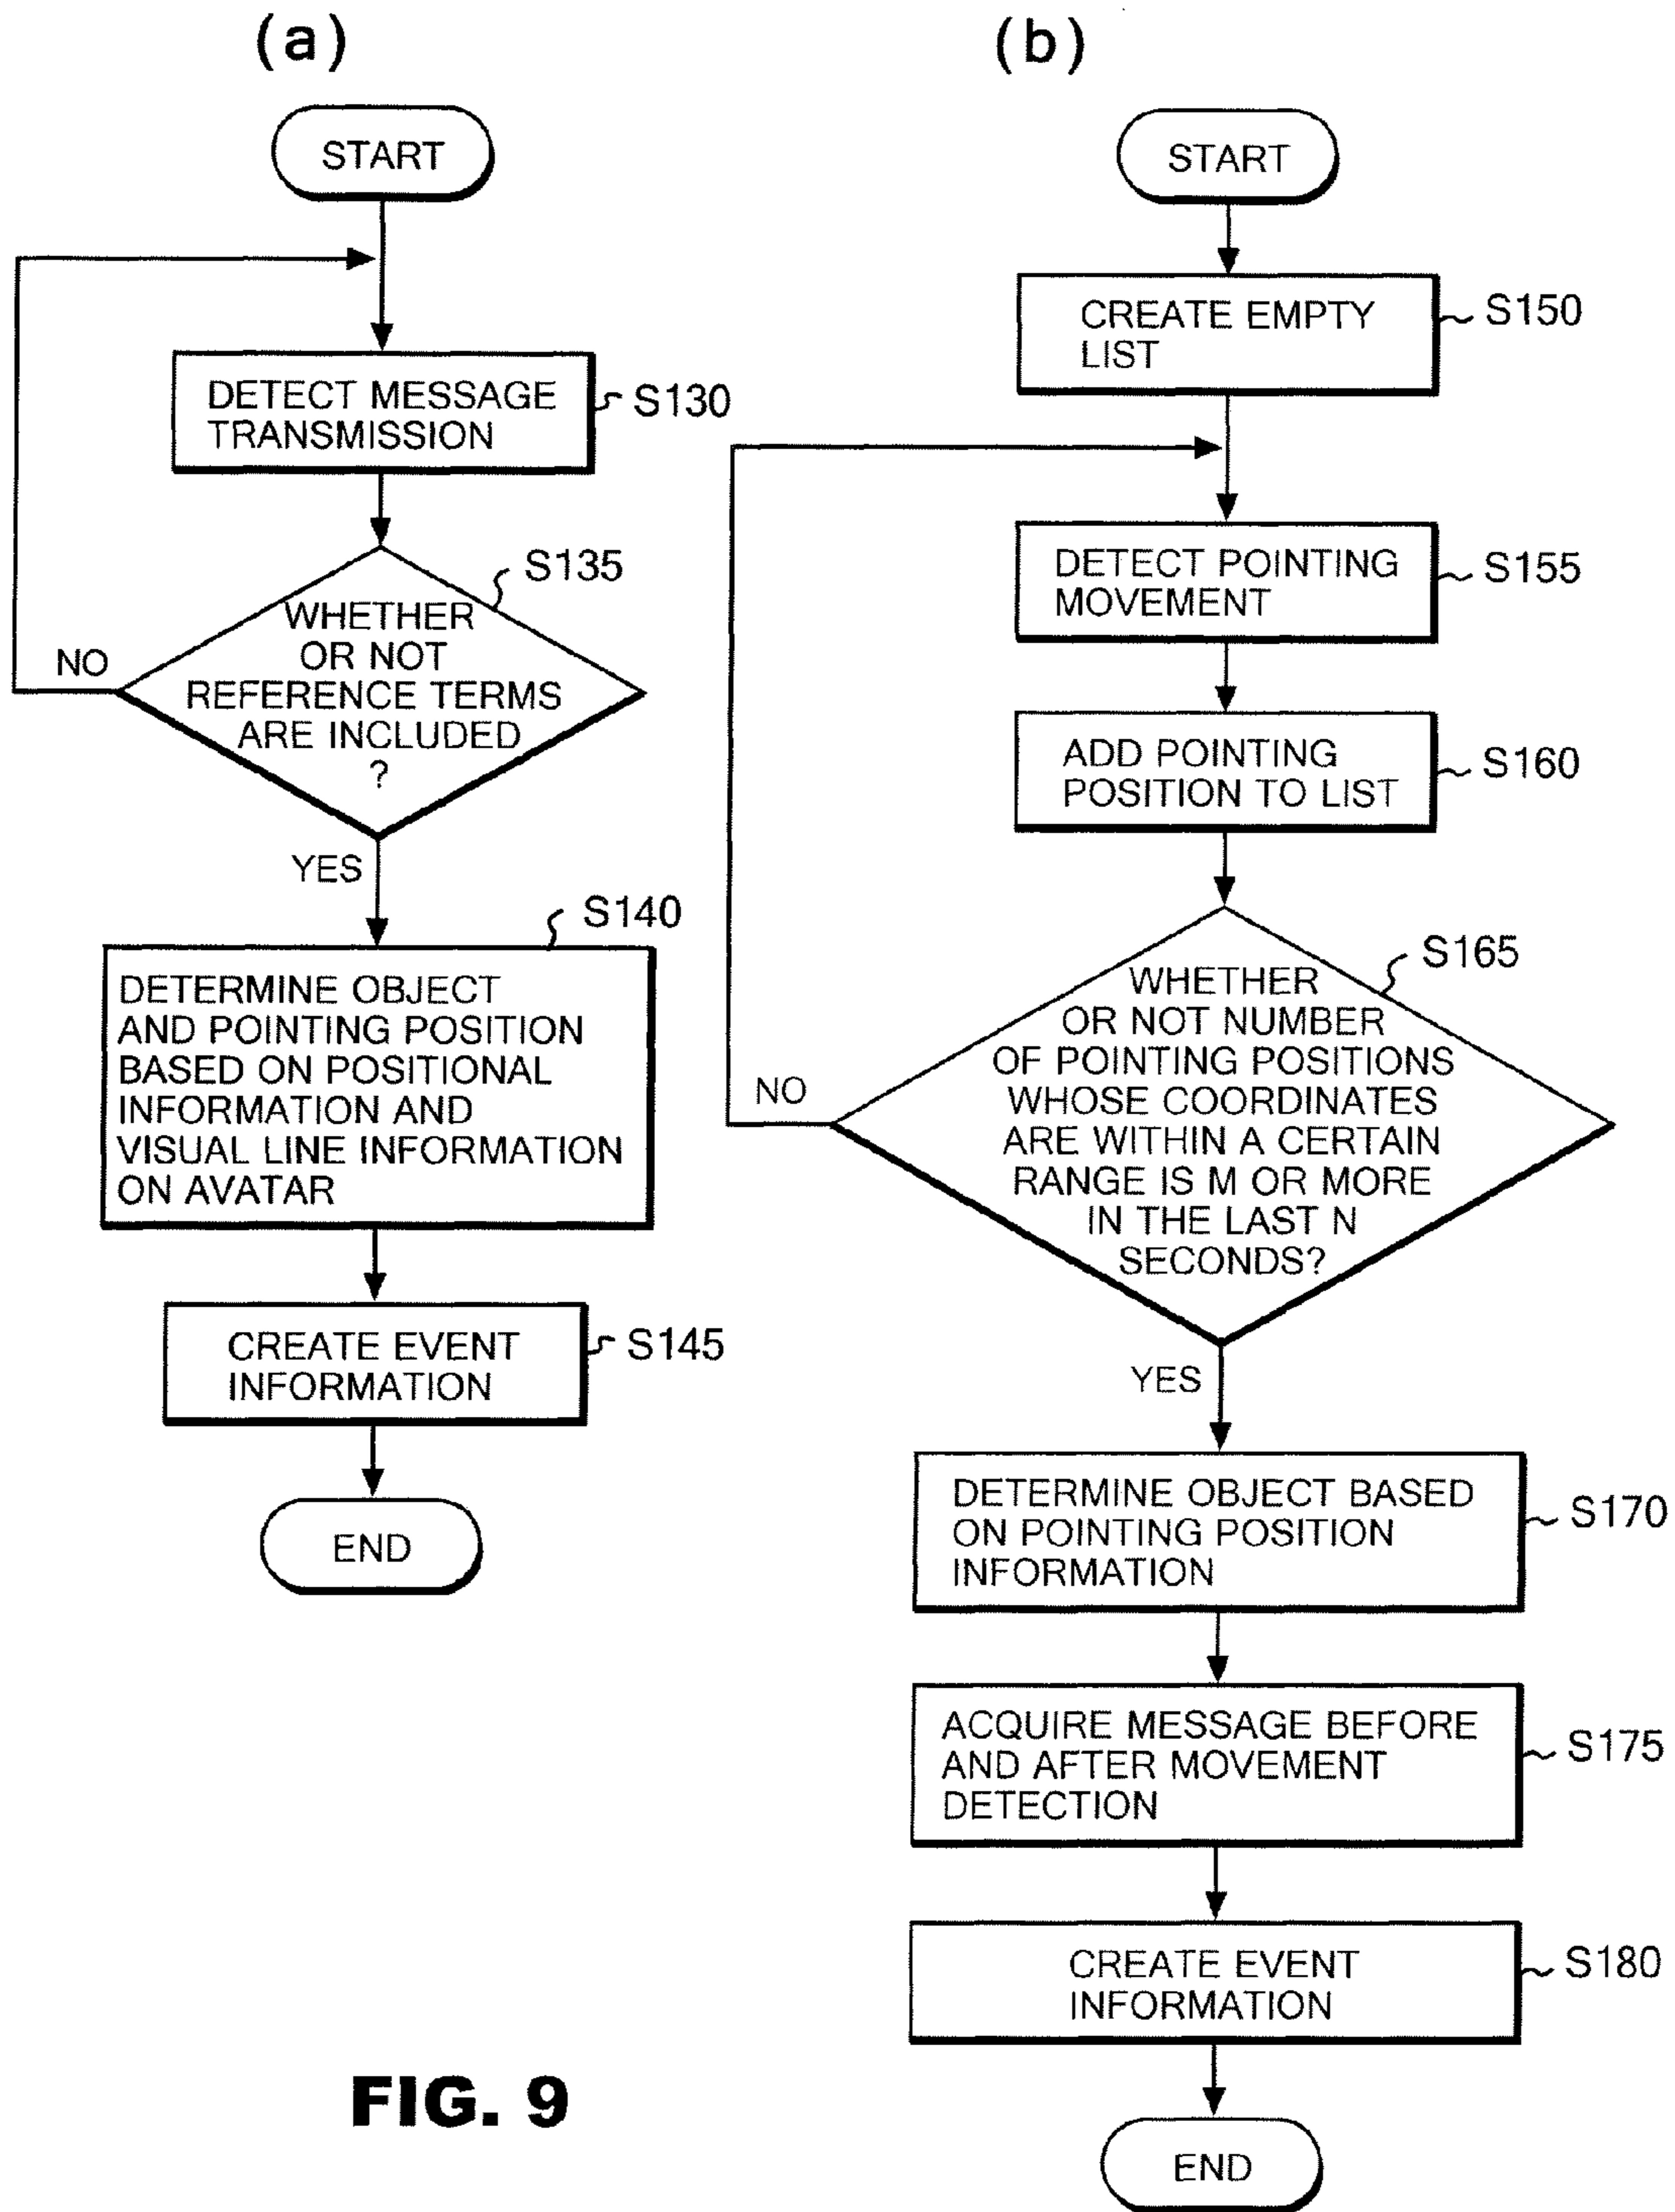 (a)
START
DETECT MESSAGE
TRANSMISSION
S130
S135
WHETHER
OR NOT
REFERENCE TERMS
ARE INCLUDED
?
NO
YES
S140
DETERMINE OBJECT
AND POINTING POSITION
BASED ON POSITIONAL
INFORMATION AND
VISUAL LINE INFORMATION
ON AVATAR
CREATE EVENT
INFORMATION
S145
END
(b)
START
CREATE EMPTY
LIST
S150
DETECT POINTING
MOVEMENT
S155
ADD POINTING
POSITION TO LIST
S160
S165
WHETHER
OR NOT NUMBER
OF POINTING POSITIONS
WHOSE COORDINATES
ARE WITHIN A CERTAIN
RANGE IS M OR MORE
IN THE LAST N
SECONDS?
NO
YES
DETERMINE OBJECT BASED
ON POINTING POSITION
INFORMATION
S170
ACQUIRE MESSAGE BEFORE
AND AFTER MOVEMENT
DETECTION
S175
CREATE EVENT
INFORMATION
S180
END
FIG. 9